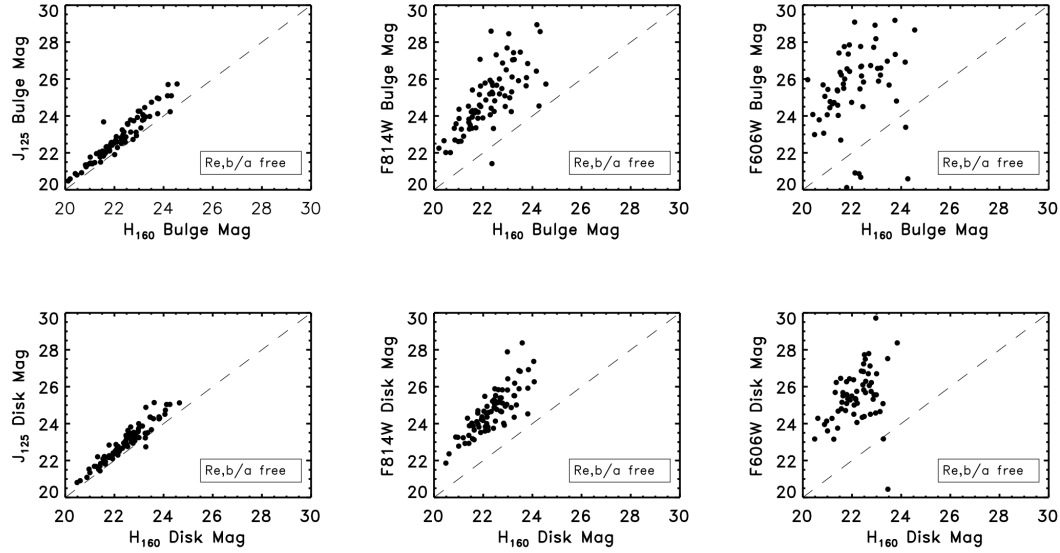 30
28
26
24
22
20
J125 Bulge Mag
Re,b/a free
20 22 24 26 28 30
H160 Bulge Mag
30
28
26
24
22
20
F814W Bulge Mag
Re,b/a free
20 22 24 26 28 30
H160 Bulge Mag
30
28
26
24
22
20
F606W Bulge Mag
Re,b/a free
20 22 24 26 28 30
H160 Bulge Mag
30
28
26
24
22
20
J125 Disk Mag
Re,b/a free
20 22 24 26 28 30
H160 Disk Mag
30
28
26
24
22
20
F814W Disk Mag
Re,b/a free
20 22 24 26 28 30
H160 Disk Mag
30
28
26
24
22
20
F606W Disk Mag
Re,b/a free
20 22 24 26 28 30
H160 Disk Mag